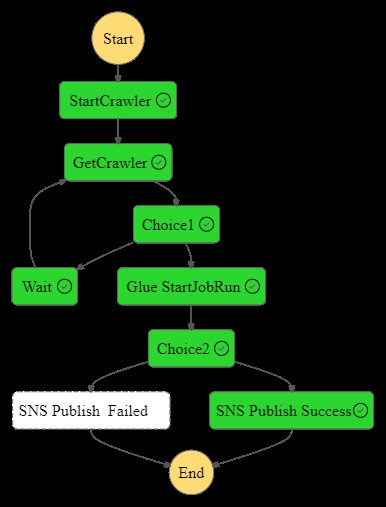 Start
StartCrawler
GetCrawler
Choice1
Wait
Glue StartJobRun
Choice2
SNS Publish  Failed
SNS Publish Success
End